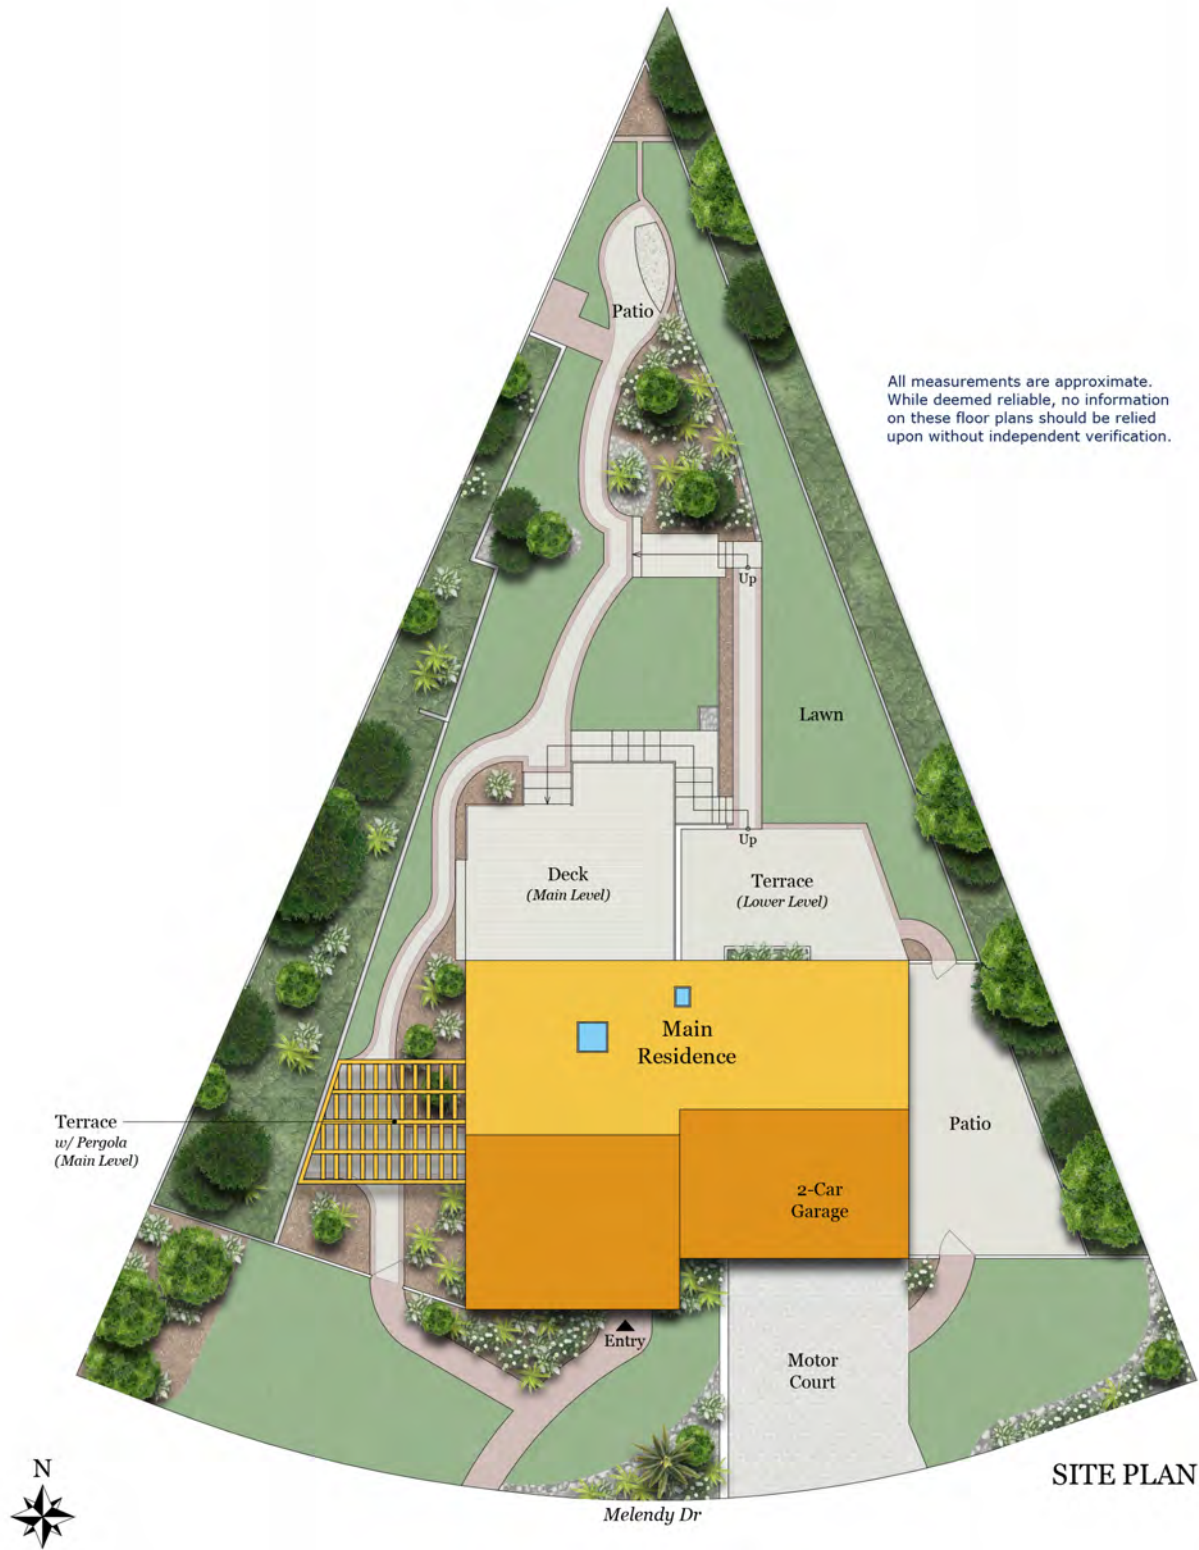 Patio
All measurements are approximate.
While deemed reliable, no information
on these floor plans should be relied
upon without independent verification.
Up
Lawn
Up
Deck
(Main Level)
Terrace
(Lower Level)
Main
Residence
Terrace
w/ Pergola
(Main Level)
Patio
2-Car
Garage
Entry
Motor
Court
N
SITE PLAN
Melendy Dr